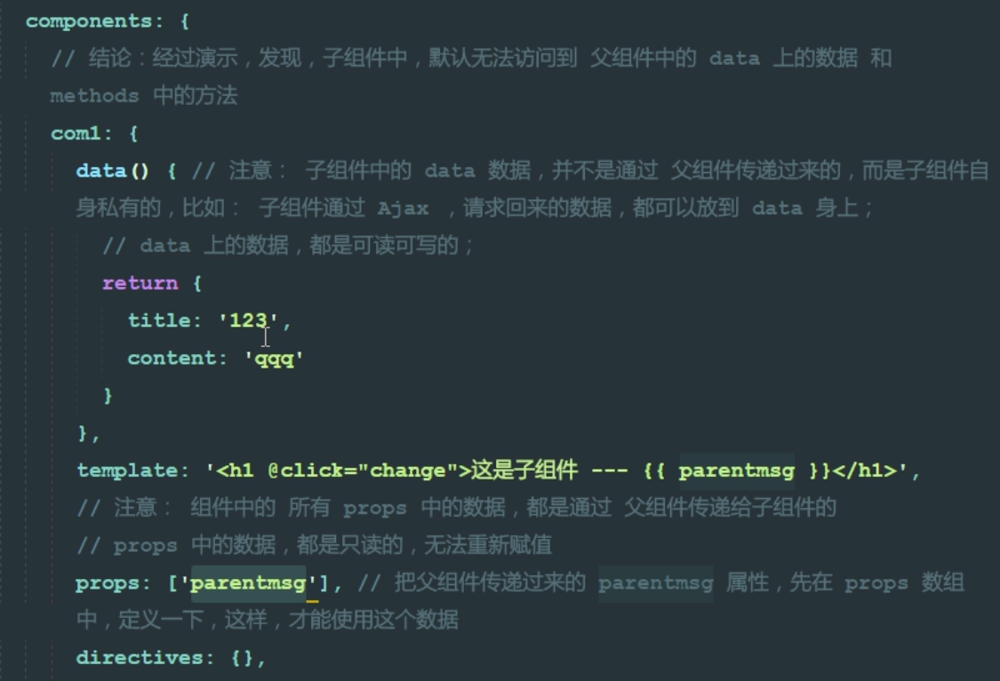 components: {
// 结论：经过演示，发现，子组件中，默认无法访问到 父组件中的 data 上的数据 和
methods 中的方法
com1: {
data() { // 注意： 子组件中的 data 数据，并不是通过 父组件传递过来的，而是子组件自
身私有的，比如： 子组件通过 Ajax ，请求回来的数据，都可以放到 data 身上；
// data 上的数据，都是可读可写的；
return {
title: '123',
content: 'qqq'
}
},
template: '<h1 @click="change">这是子组件 --- {{ parentmsg }}</h1>',
// 注意： 组件中的 所有 props 中的数据，都是通过 父组件传递给子组件的
// props 中的数据，都是只读的，无法重新赋值
props: ['parentmsg'], // 把父组件传递过来的 parentmsg 属性，先在 props 数组
中，定义一下，这样，才能使用这个数据
directives: {},